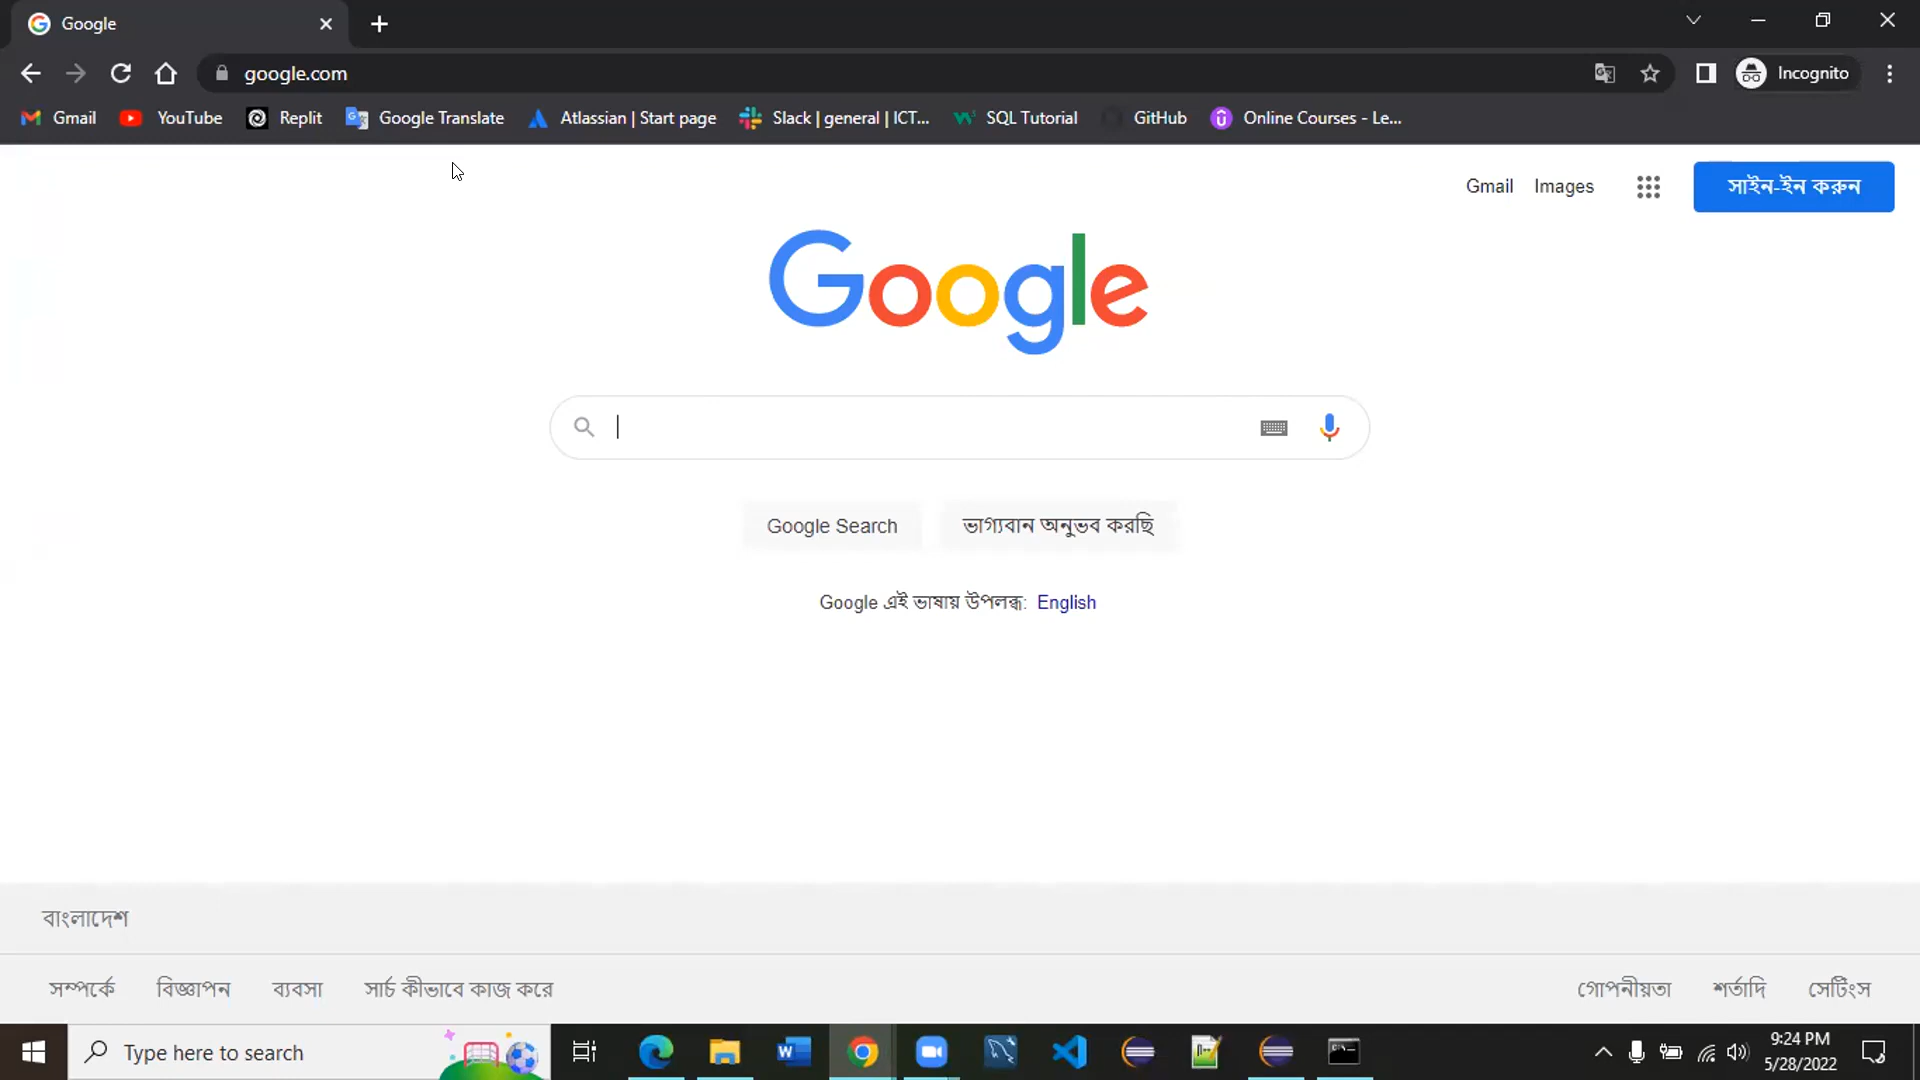 Google
google.com
Incognito
Gmail
YouTube
Replit
Google Translate
Atlassian | Start page
Slack | general | ICT...
SQL Tutorial
GitHub
Online Courses - Le...
Gmail
Images
সাইন-ইন করুন
Google
Google Search
ভাগ্যবান অনুভব করছি
Google এই ভাষায় উপলব্ধ: English
বাংলাদেশ
সম্পর্কে
বিজ্ঞাপন
ব্যবসা
সার্চ কীভাবে কাজ করে
গোপনীয়তা
শর্তাদি
সেটিংস
Type here to search
9:24 PM
5/28/2022